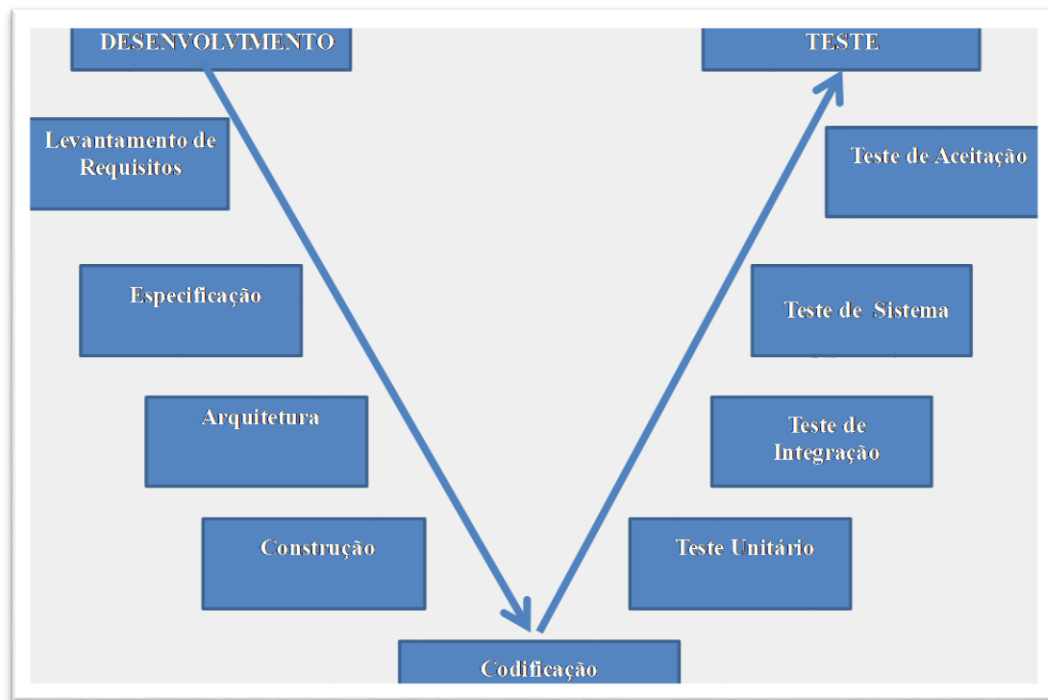 DESENVOLVIMENTO
TESTE
Levantamento de
Requisitos
Teste de Aceitação
Especificação
Teste de Sistema
Arquitetura
Teste de
Integração
Construção
Teste Unitário
Codificação